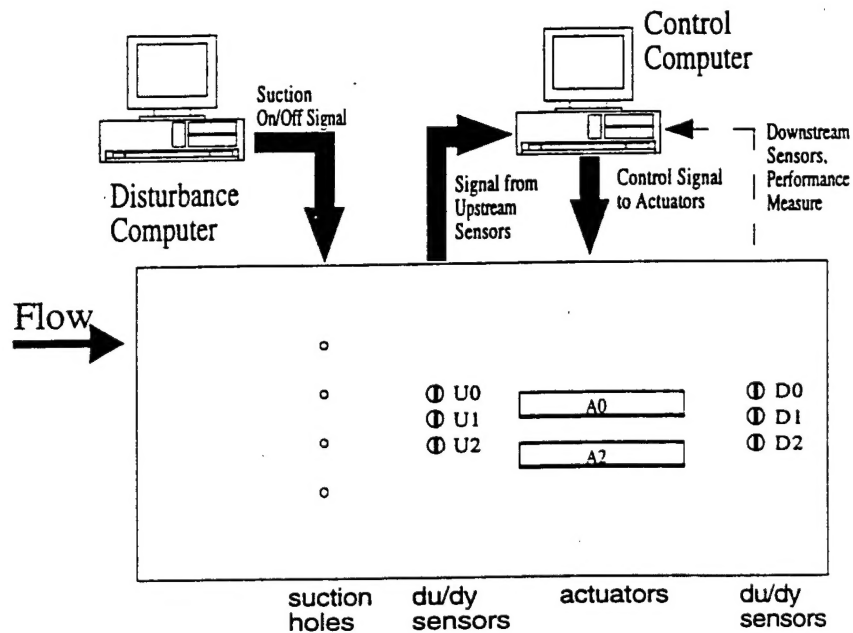 Control
Computer
Suction
On/Off Signal
Disturbance
Computer
Signal from
Upstream
Sensors
Control Signal
to Actuators
Downstream
Sensors,
Performance
Measure
Flow
U0
U1
U2
A0
A2
D0
D1
D2
suction
holes
du/dy
sensors
actuators
du/dy
sensors